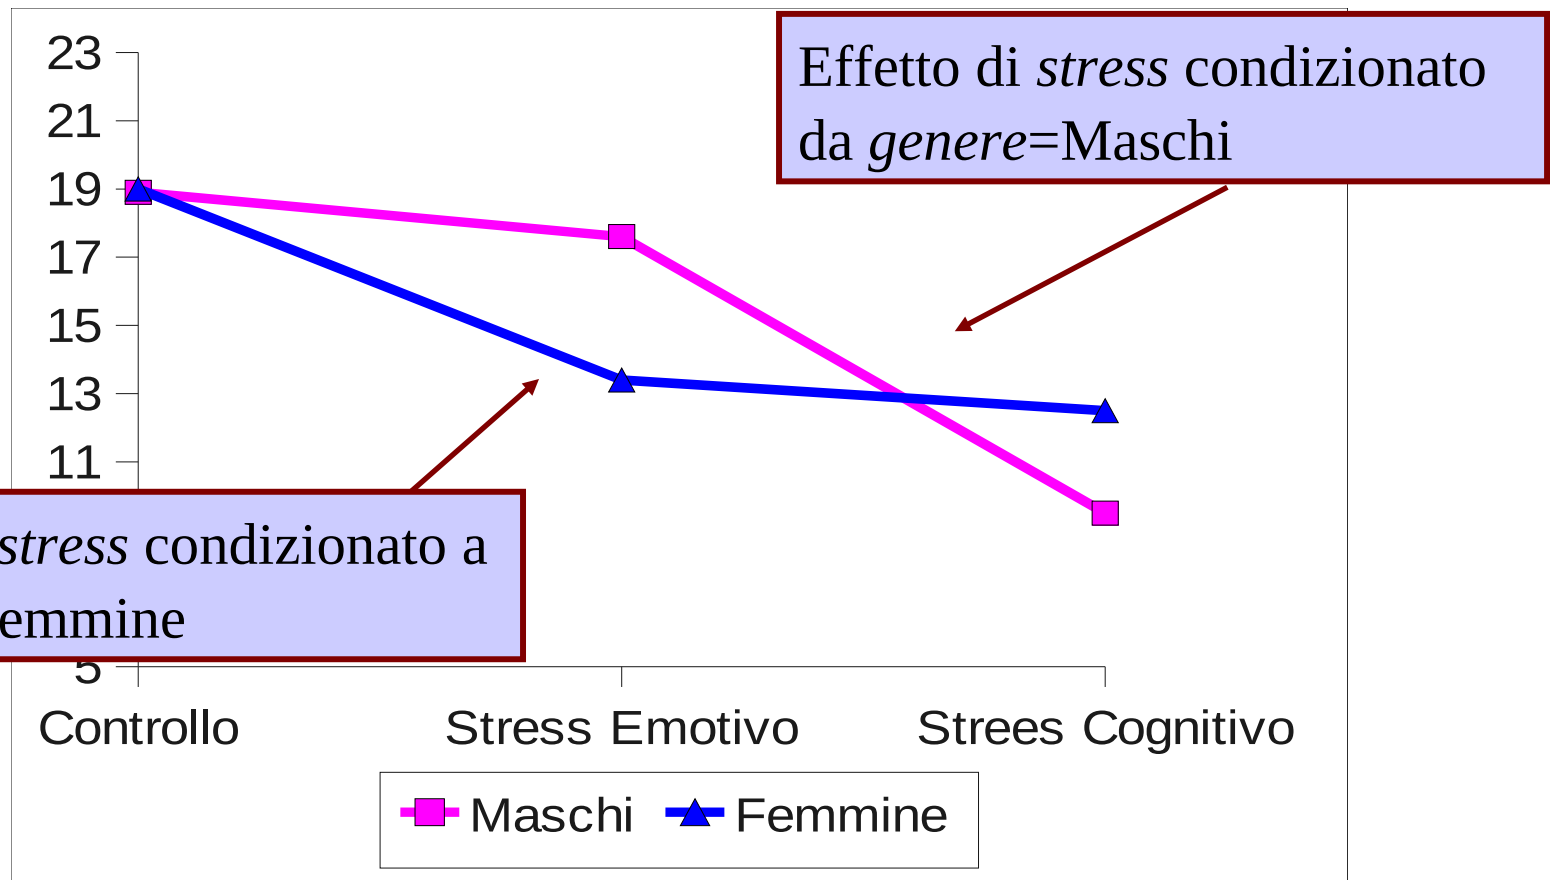 23
21
19
17
15
13
11
5
Effetto di stress condizionato
da genere=Maschi
stress condizionato a
emmine
Controllo Stress Emotivo Strees Cognitivo
Maschi Femmine